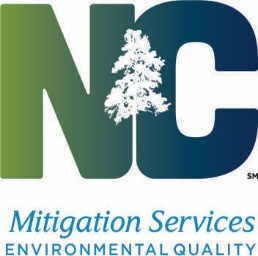 NC
SM
Mitigation Services
ENVIRONMENTAL QUALITY